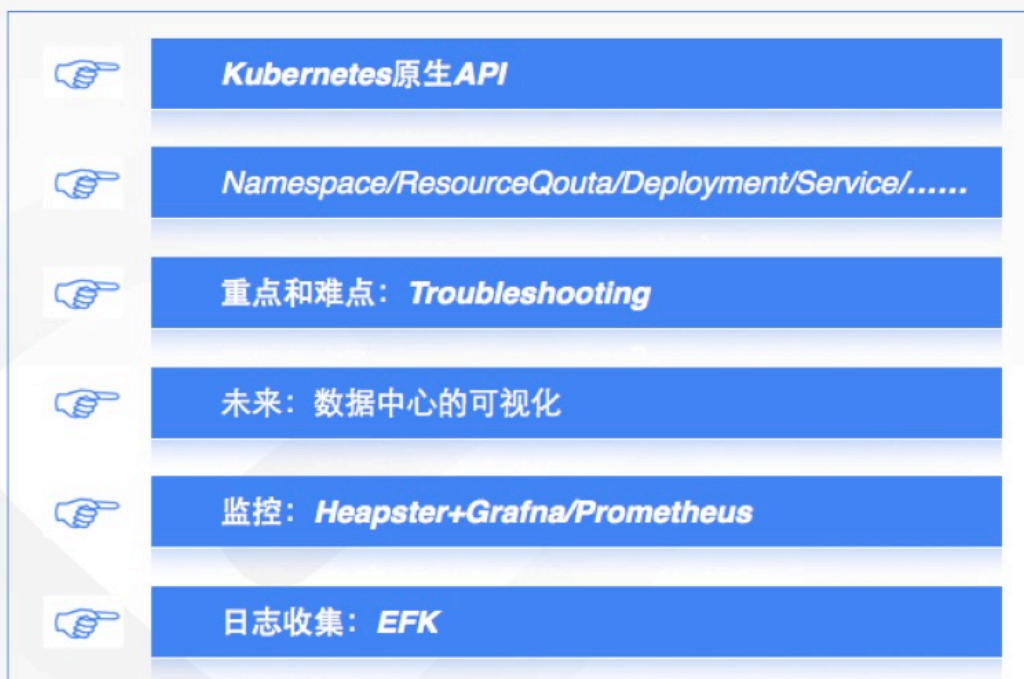 Kubernetes原生API
Namespace/ResourceQouta/Deployment/Service/......
重点和难点：Troubleshooting
未来：数据中心的可视化
监控：Heapster+Grafna/Prometheus
日志收集：EFK